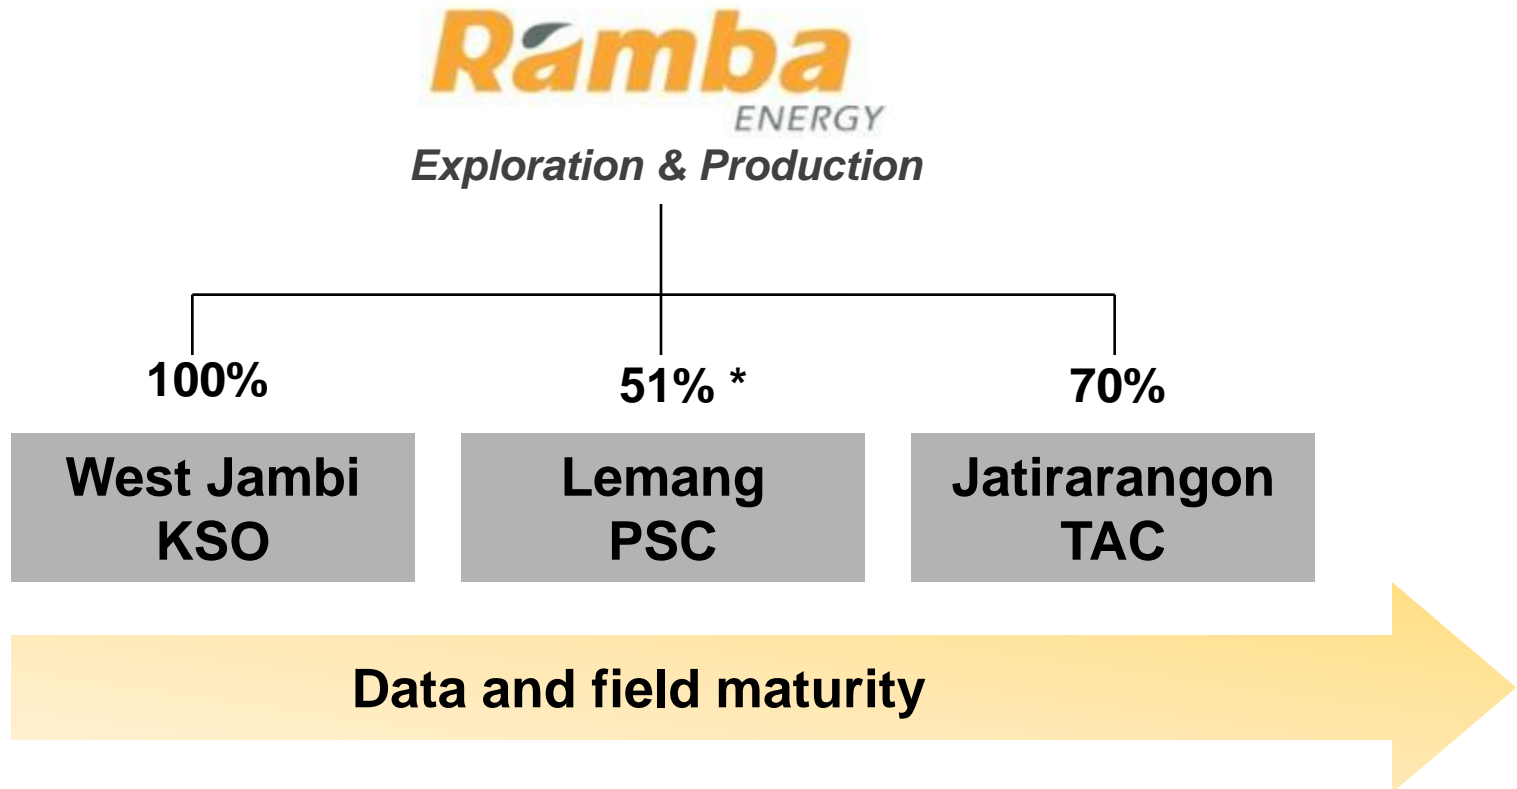 Ramba
ENERGY
Exploration & Production
100%
51% *
70%
West Jambi
KSO
Lemang
PSC
Jatirarangon
TAC
Data and field maturity